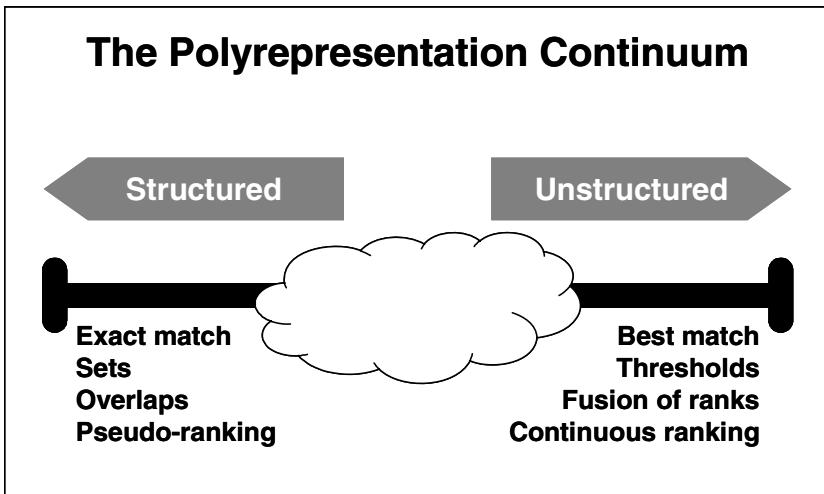 The Polyrepresentation Continuum
Structured
Unstructured
Exact match
Sets
Overlaps
Pseudo-ranking
Best match
Thresholds
Fusion of ranks
Continuous ranking